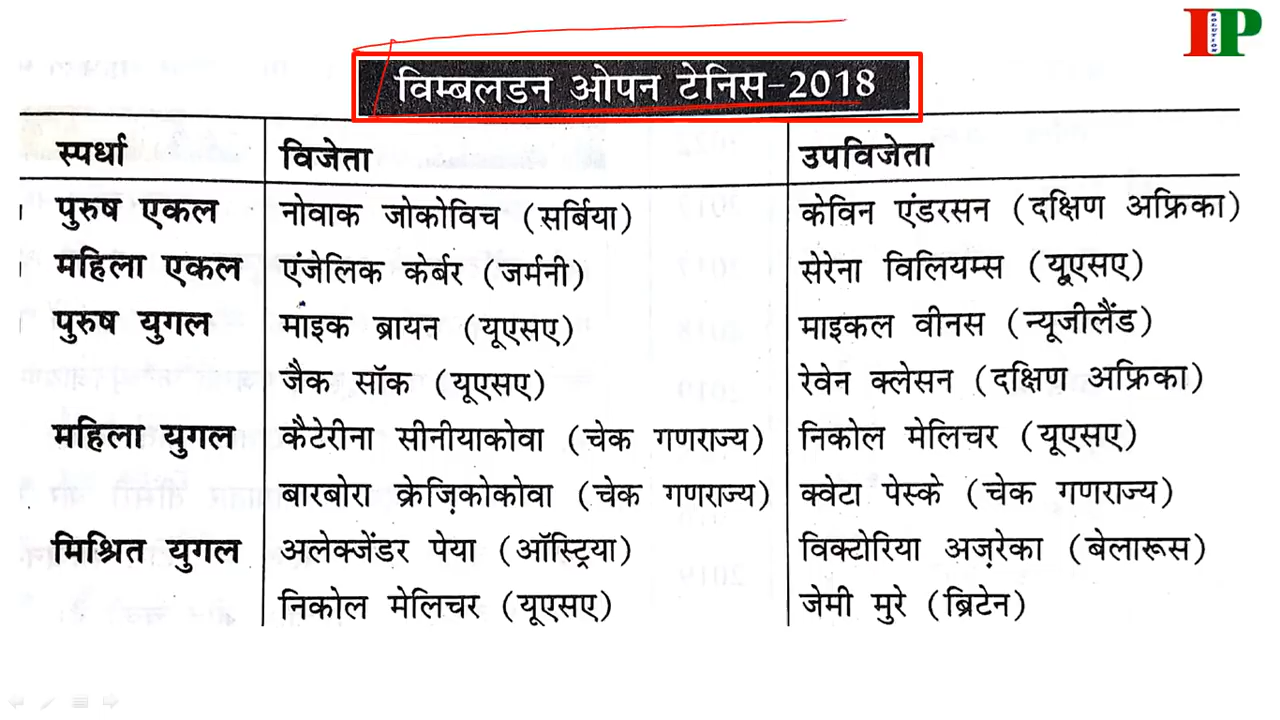 IP
SOLUTION
विम्बलडन ओपन टेनिस-2018
स्पर्धा विजेता उपविजेता
पुरुष एकल नोवाक जोकोविच (सर्बिया) केविन एंडरसन (दक्षिण अफ्रिका)
महिला एकल एंजेलिक केर्बर (जर्मनी) सेरेना विलियम्स (यूएसए)
पुरुष युगल माइक ब्रायन (यूएसए) माइकल वीनस (न्यूजीलैंड)
जैक सॉक (यूएसए) रेवेन क्लेसन (दक्षिण अफ्रिका)
महिला युगल कैटेरीना सीनीयाकोवा (चेक गणराज्य) निकोल मेलिचर (यूएसए)
बारबोरा क्रेज़िकोकोवा (चेक गणराज्य) क्वेटा पेस्के (चेक गणराज्य)
मिश्रित युगल अलेक्जेंडर पेया (ऑस्ट्रिया) विक्टोरिया अज़रेका (बेलारूस)
निकोल मेलिचर (यूएसए) जेमी मुरे (ब्रिटेन)